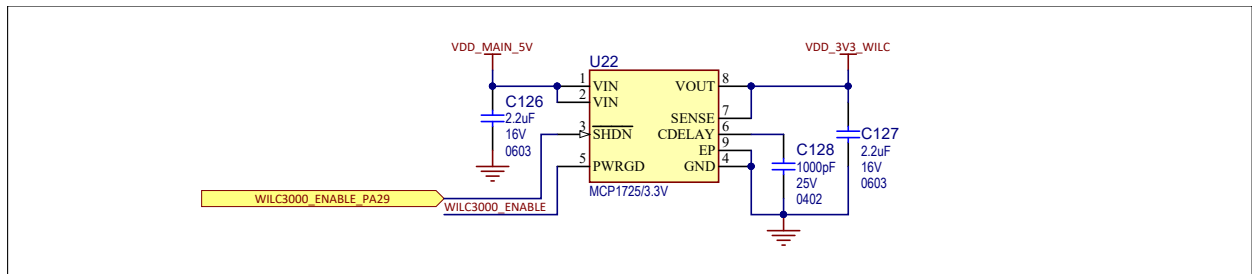 VDD_MAIN_5V
VDD_3V3_WILC
U22
1
VIN
VOUT
8
2
VIN
C126
2.2uF
16V
0603
SENSE
7
3
SHDN
CDELAY
6
C127
2.2uF
16V
0603
EP
9
C128
1000pF
25V
0402
5
PWRGD
GND
4
MCP1725/3.3V
WILC3000_ENABLE_PA29
WILC3000_ENABLE